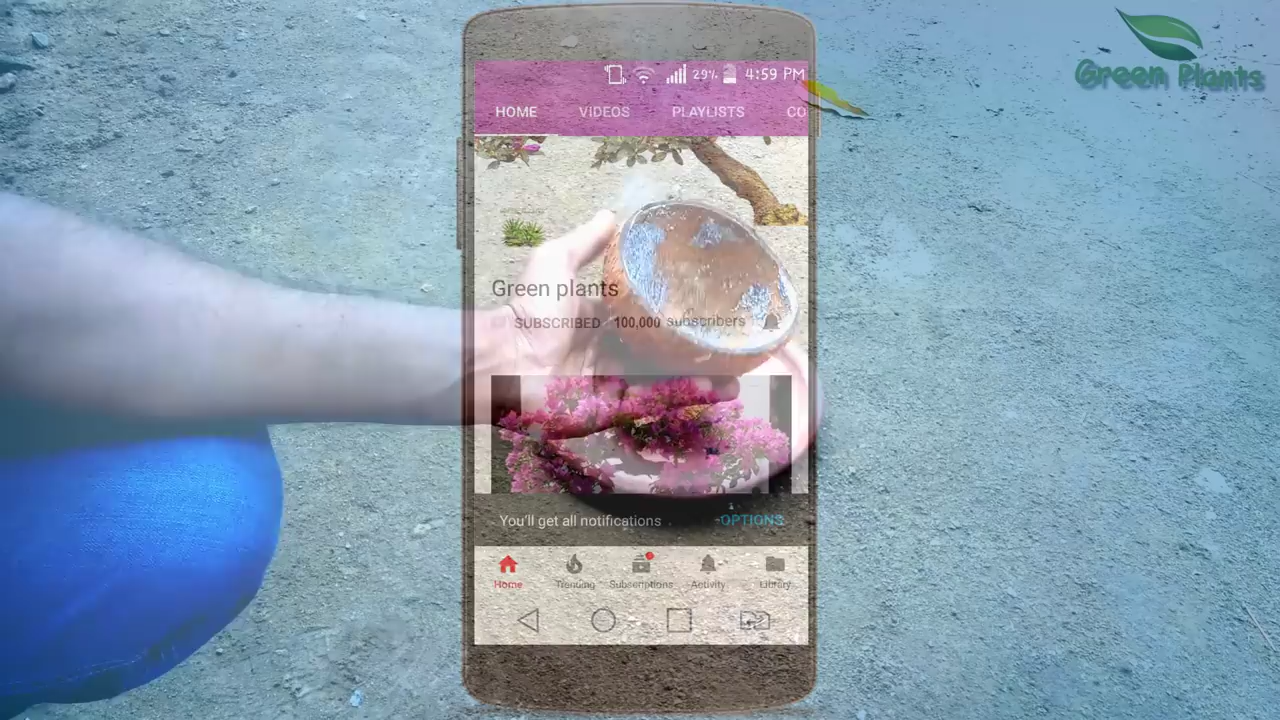 29% 4:59 PM
HOME VIDEOS PLAYLISTS CO
Green Plants
Green plants
SUBSCRIBED 100,000 subscribers
You'll get all notifications OPTIONS
Home Trending Subscriptions Activity Library